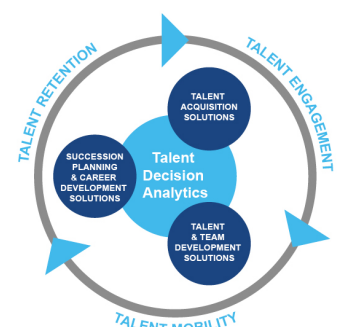 TALENT RETENTION
TALENT ENGAGEMENT
TALENT
ACQUISITION
SOLUTIONS
SUCCESSION
PLANNING
& CAREER
DEVELOPMENT
SOLUTIONS
Talent
Decision
Analytics
TALENT
& TEAM
DEVELOPMENT
SOLUTIONS
TALENT MOBILITY